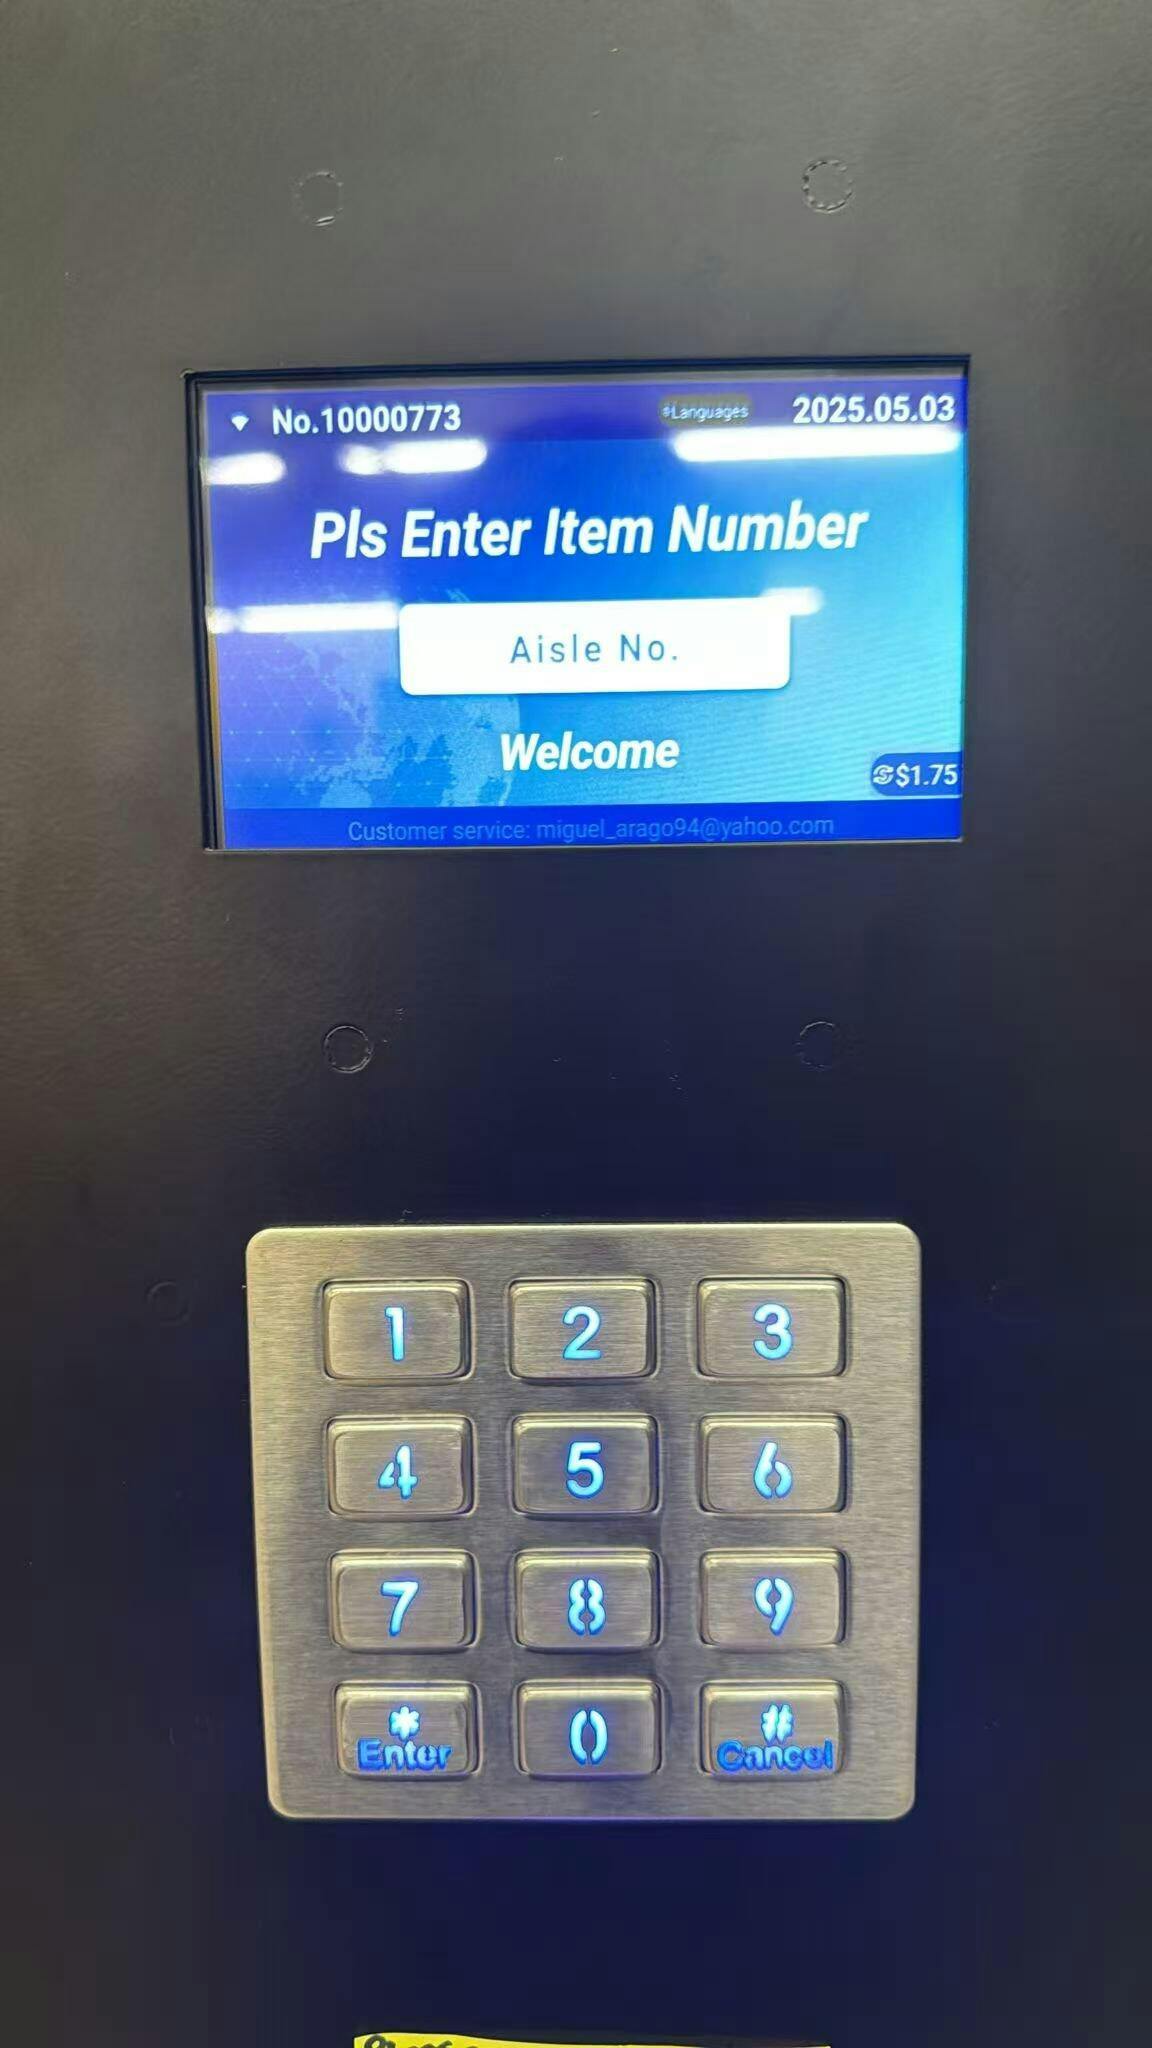 No.10000773 #Languages 2025.05.03
Pls Enter Item Number
Aisle No.
Welcome
$1.75
Customer service: miguel_arago94@yahoo.com
1 2 3
4 5 6
7 8 9
* 0 #
Enter Cancel